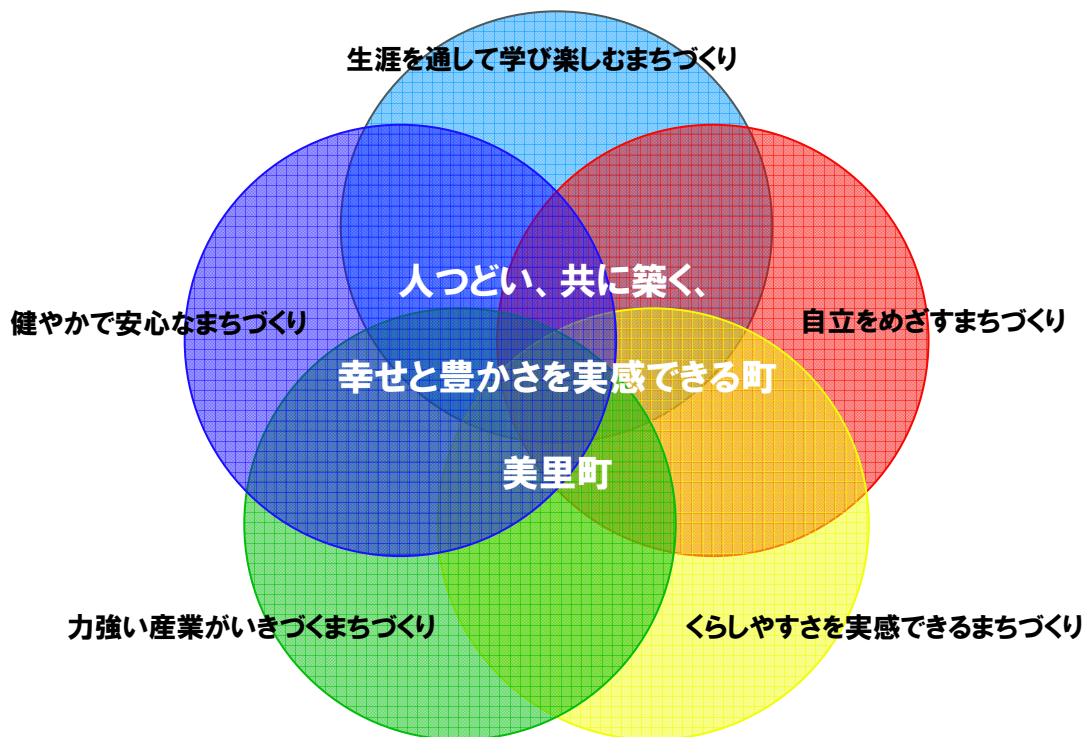 生涯を通して学び楽しむまちづくり
人つどい、共に築く、
健やかで安心なまちづくり
自立をめざすまちづくり
幸せと豊かさを実感できる町
美里町
力強い産業がいきづくまちづくり
くらしやすさを実感できるまちづくり